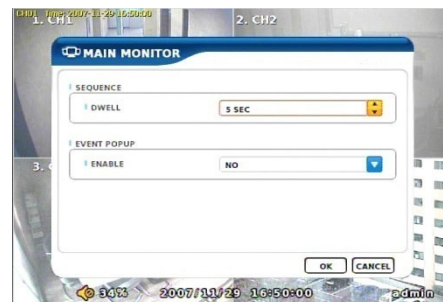 CH01 Time 2007-11-29 16:50:00
1. CH1
2. CH2
MAIN MONITOR
SEQUENCE
DWELL
5 SEC
EVENT POPUP
ENABLE
NO
3.
OK
CANCEL
34%
2007/11/29 16:50:00
admin